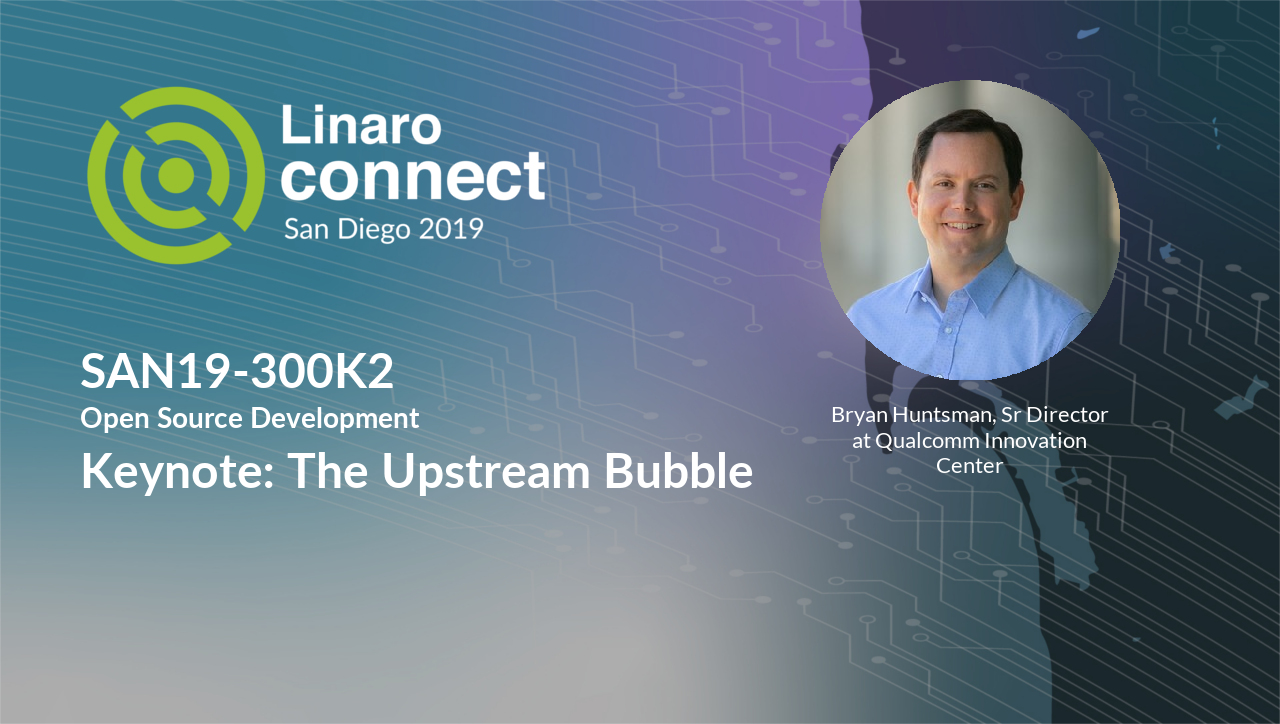 Linaro
connect
San Diego 2019
SAN19-300K2
Open Source Development
Keynote: The Upstream Bubble
Bryan Huntsman, Sr Director
at Qualcomm Innovation
Center